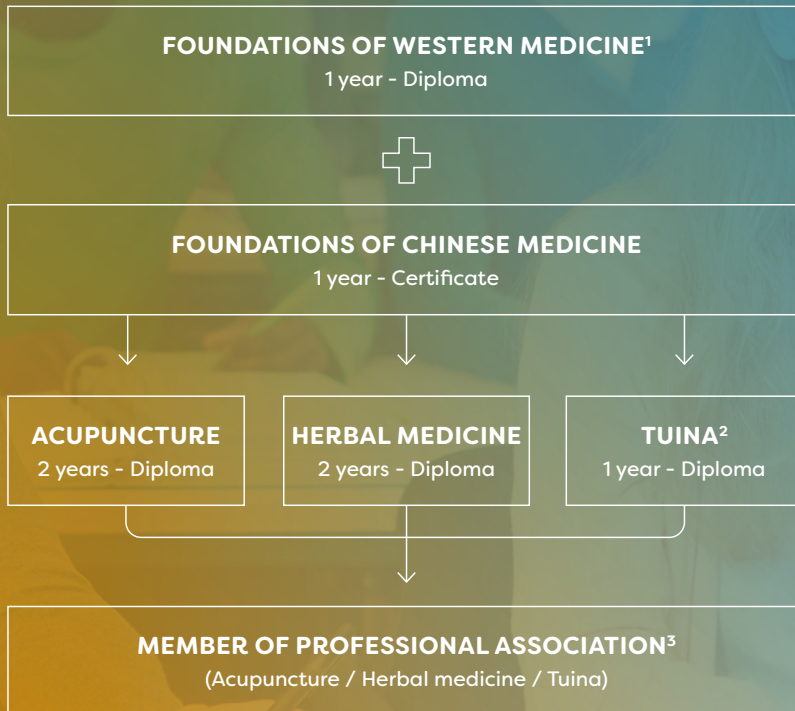 FOUNDATIONS OF WESTERN MEDICINE¹
1 year - Diploma
FOUNDATIONS OF CHINESE MEDICINE
1 year - Certificate
ACUPUNCTURE
2 years - Diploma
HERBAL MEDICINE
2 years - Diploma
TUINA²
1 year - Diploma
MEMBER OF PROFESSIONAL ASSOCIATION³
(Acupuncture / Herbal medicine / Tuina)